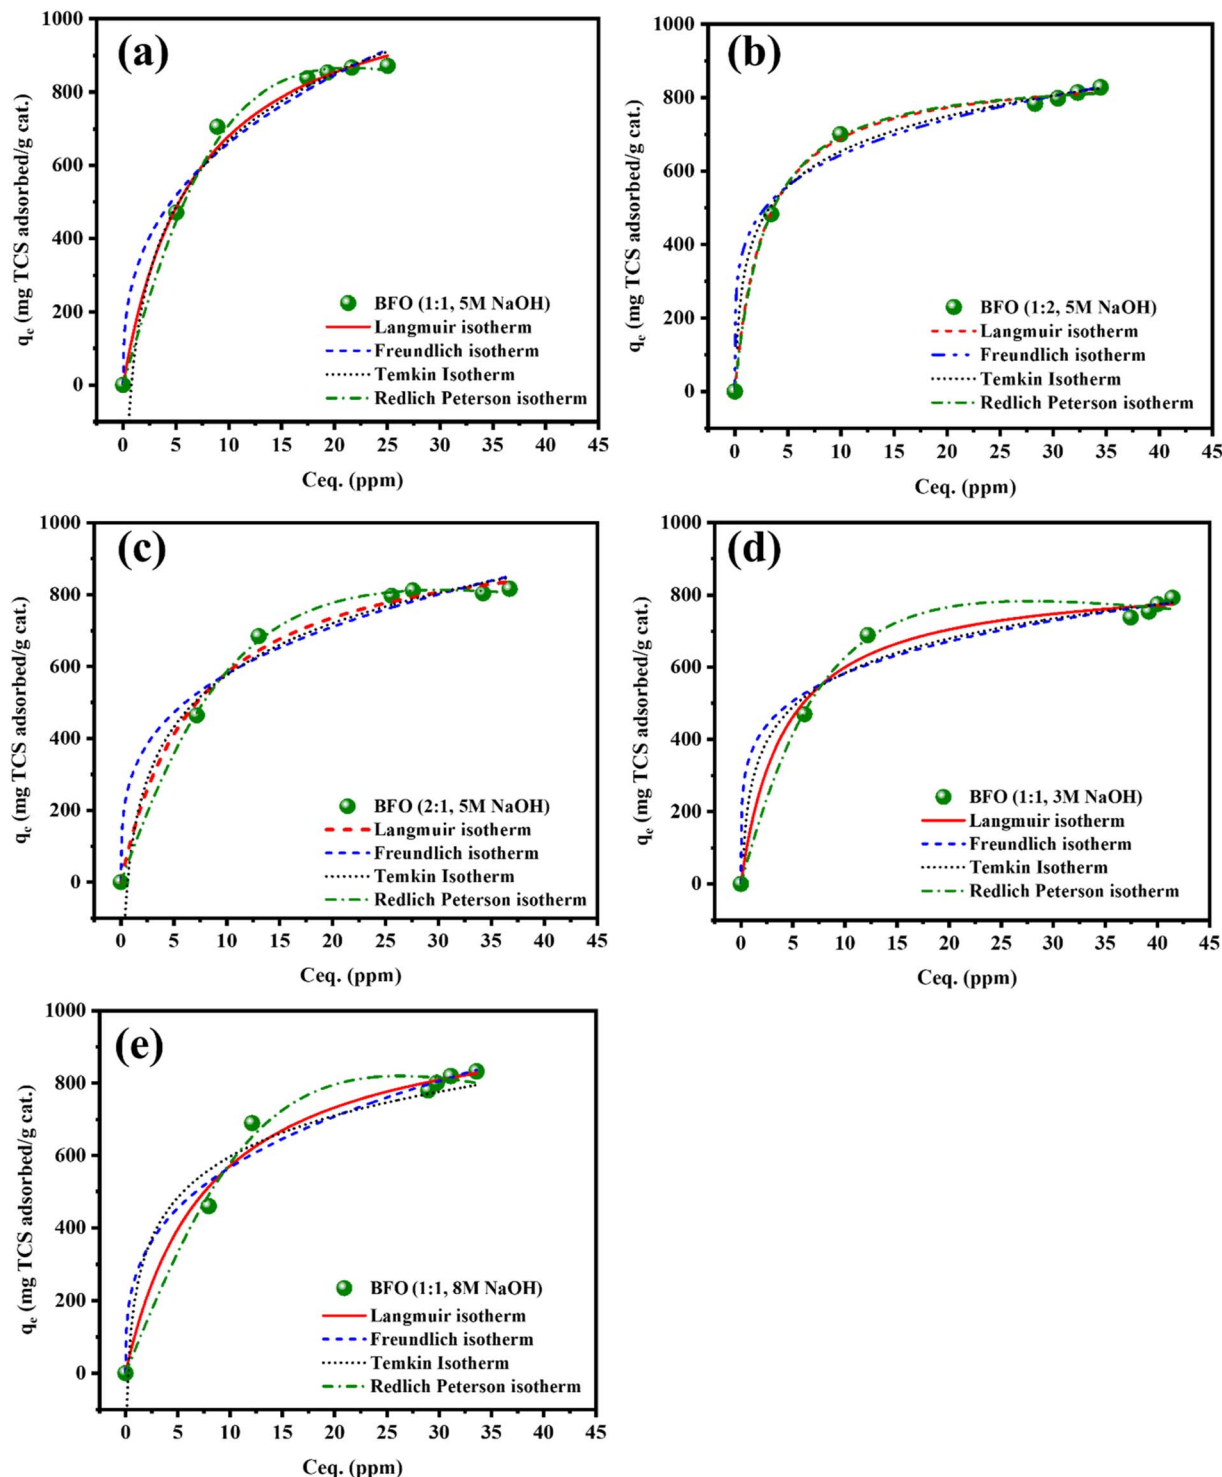 (a)
1000
800
600
400
200
0
qe (mg TCS adsorbed/g cat.)
BFO (1:1, 5M NaOH)
Langmuir isotherm
Freundlich isotherm
Temkin Isotherm
Redlich Peterson isotherm
0 5 10 15 20 25 30 35 40 45
Ceq. (ppm)
(b)
1000
800
600
400
200
0
qe (mg TCS adsorbed/g cat.)
BFO (1:2, 5M NaOH)
Langmuir isotherm
Freundlich isotherm
Temkin Isotherm
Redlich Peterson isotherm
0 5 10 15 20 25 30 35 40 45
Ceq. (ppm)
(c)
1000
800
600
400
200
0
qe (mg TCS adsorbed/g cat.)
BFO (2:1, 5M NaOH)
Langmuir isotherm
Freundlich isotherm
Temkin Isotherm
Redlich Peterson isotherm
0 5 10 15 20 25 30 35 40 45
Ceq. (ppm)
(d)
1000
800
600
400
200
0
qe (mg TCS adsorbed/g cat.)
BFO (1:1, 3M NaOH)
Langmuir isotherm
Freundlich isotherm
Temkin Isotherm
Redlich Peterson isotherm
0 5 10 15 20 25 30 35 40 45
Ceq. (ppm)
(e)
1000
800
600
400
200
0
qe (mg TCS adsorbed/g cat.)
BFO (1:1, 8M NaOH)
Langmuir isotherm
Freundlich isotherm
Temkin Isotherm
Redlich Peterson isotherm
0 5 10 15 20 25 30 35 40 45
Ceq. (ppm)